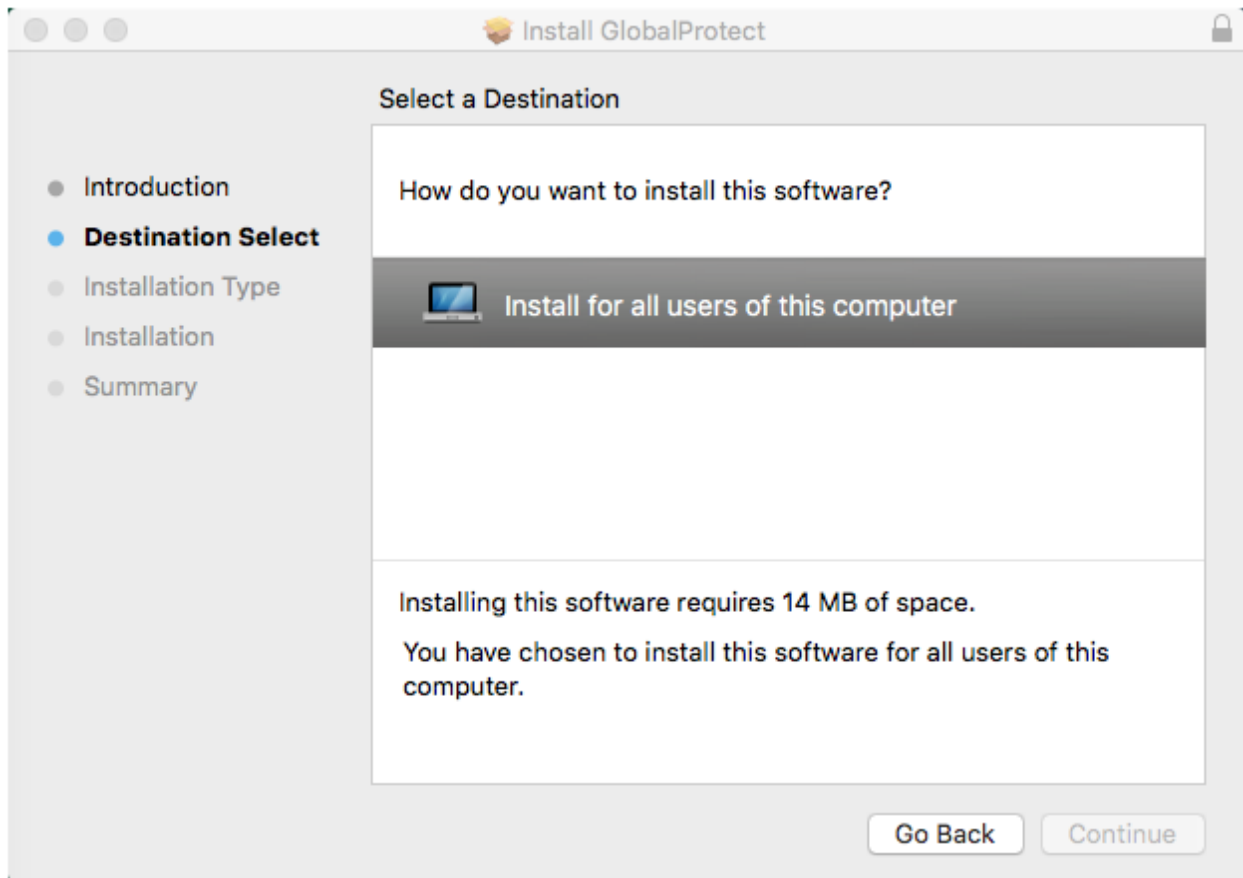 Install GlobalProtect
Select a Destination
Introduction
Destination Select
Installation Type
Installation
Summary
How do you want to install this software?
Install for all users of this computer
Installing this software requires 14 MB of space.
You have chosen to install this software for all users of this
computer.
Go Back
Continue